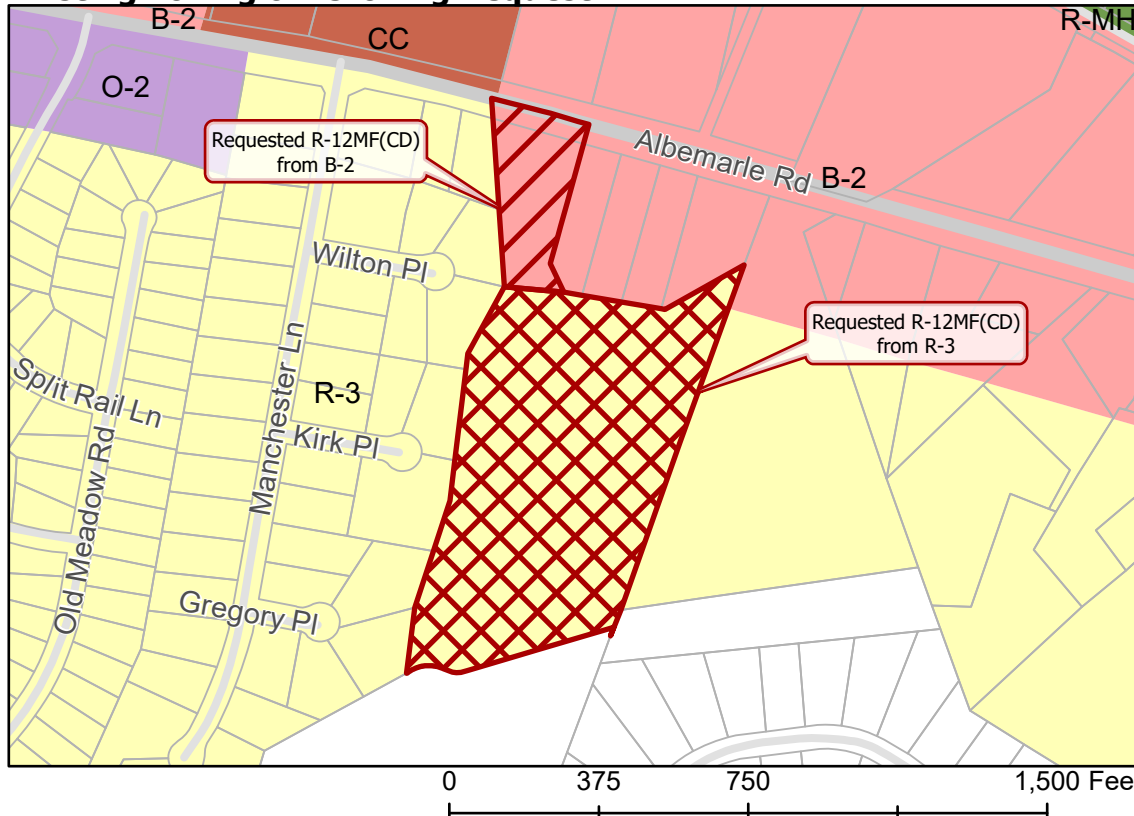 B-2
CC
R-MH
O-2
Requested R-12MF(CD)
from B-2
Albemarle Rd
B-2
Wilton Pl
Requested R-12MF(CD)
from R-3
Split Rail Ln
Manchester Ln
R-3
Kirk Pl
Old Meadow Rd
Gregory Pl
0 375 750 1,500 Fee